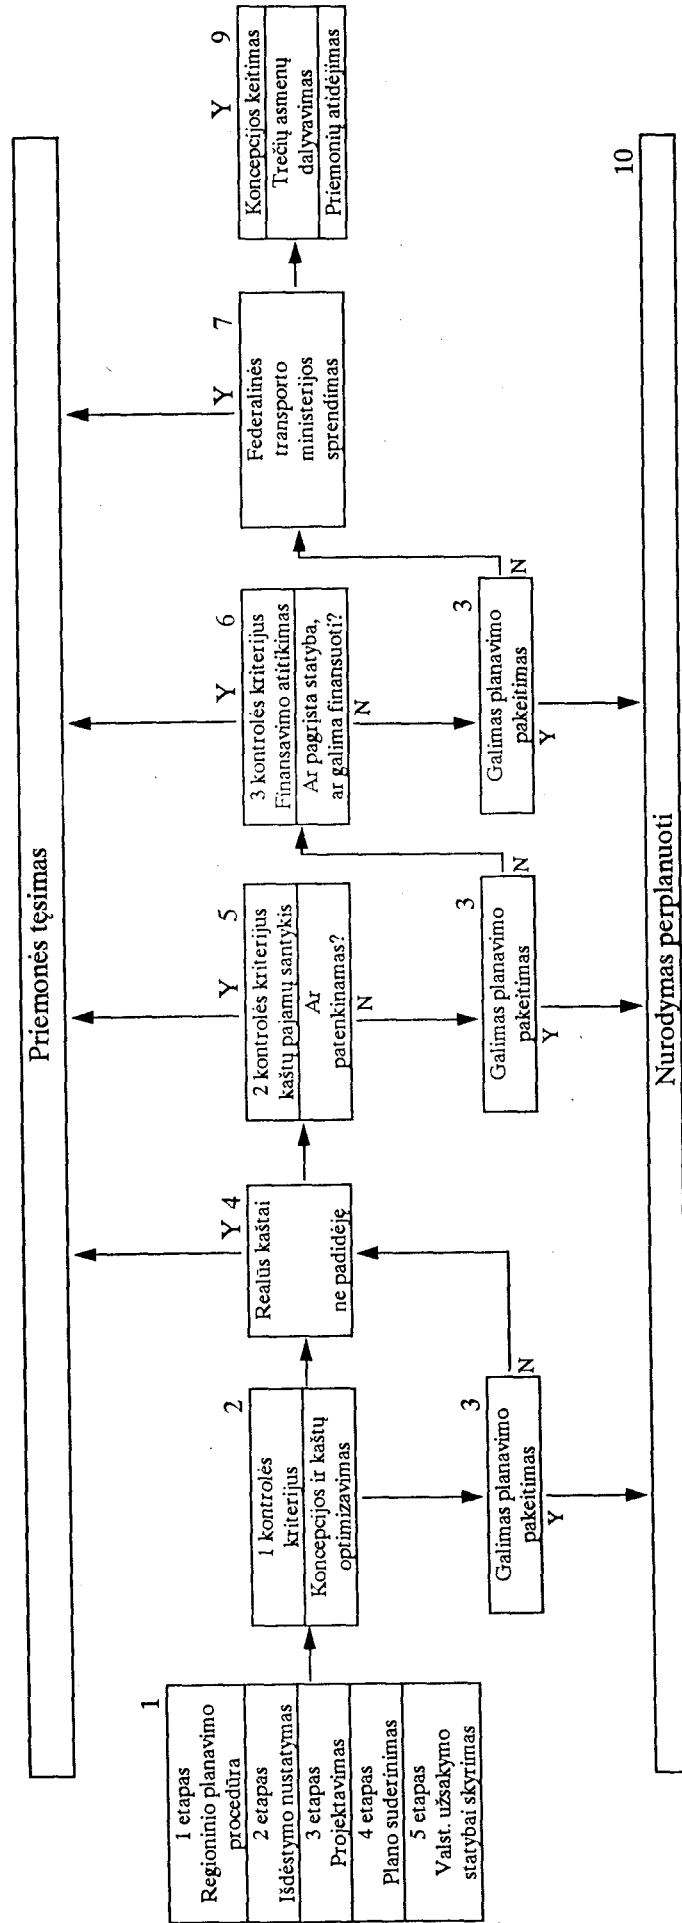 Priemonės tęsimas
1
1 etapas
Regioninio planavimo
procedūra
2 etapas
Išdėstymo nustatymas
3 etapas
Projektavimas
4 etapas
Plano suderinimas
5 etapas
Valst. užsakymo
statybai skyrimas
2
1 kontrolės
kriterijus
Koncepcijos ir kaštų
optimizavimas
3
Galimas planavimo
pakeitimas
Y
N
Y 4
Realūs kaštai
ne padidėję
Y
5
2 kontrolės kriterijus
kaštų pajamų santykis
Ar
patenkinamas?
N
3
Galimas planavimo
pakeitimas
Y
N
Y
6
3 kontrolės kriterijus
Finansavimo atitikimas
Ar pagrįsta statyba,
ar galima finansuoti?
N
3
Galimas planavimo
pakeitimas
Y
N
Y
7
Federalinės
transporto
ministerijos
sprendimas
Y
9
Koncepcijos keitimas
Trečių asmenų
dalyvavimas
Priemonių atidėjimas
10
Nurodymas perplanuoti